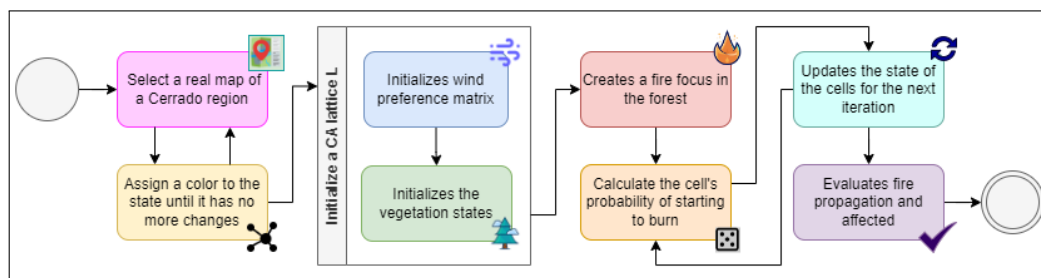 Select a real map of
a Cerrado region
Assign a color to the
state until it has no
more changes
Initialize a CA lattice L
Initializes wind
preference matrix
Initializes the
vegetation states
Creates a fire focus in
the forest
Calculate the cell's
probability of starting
to burn
Updates the state of
the cells for the next
iteration
Evaluates fire
propagation and
affected